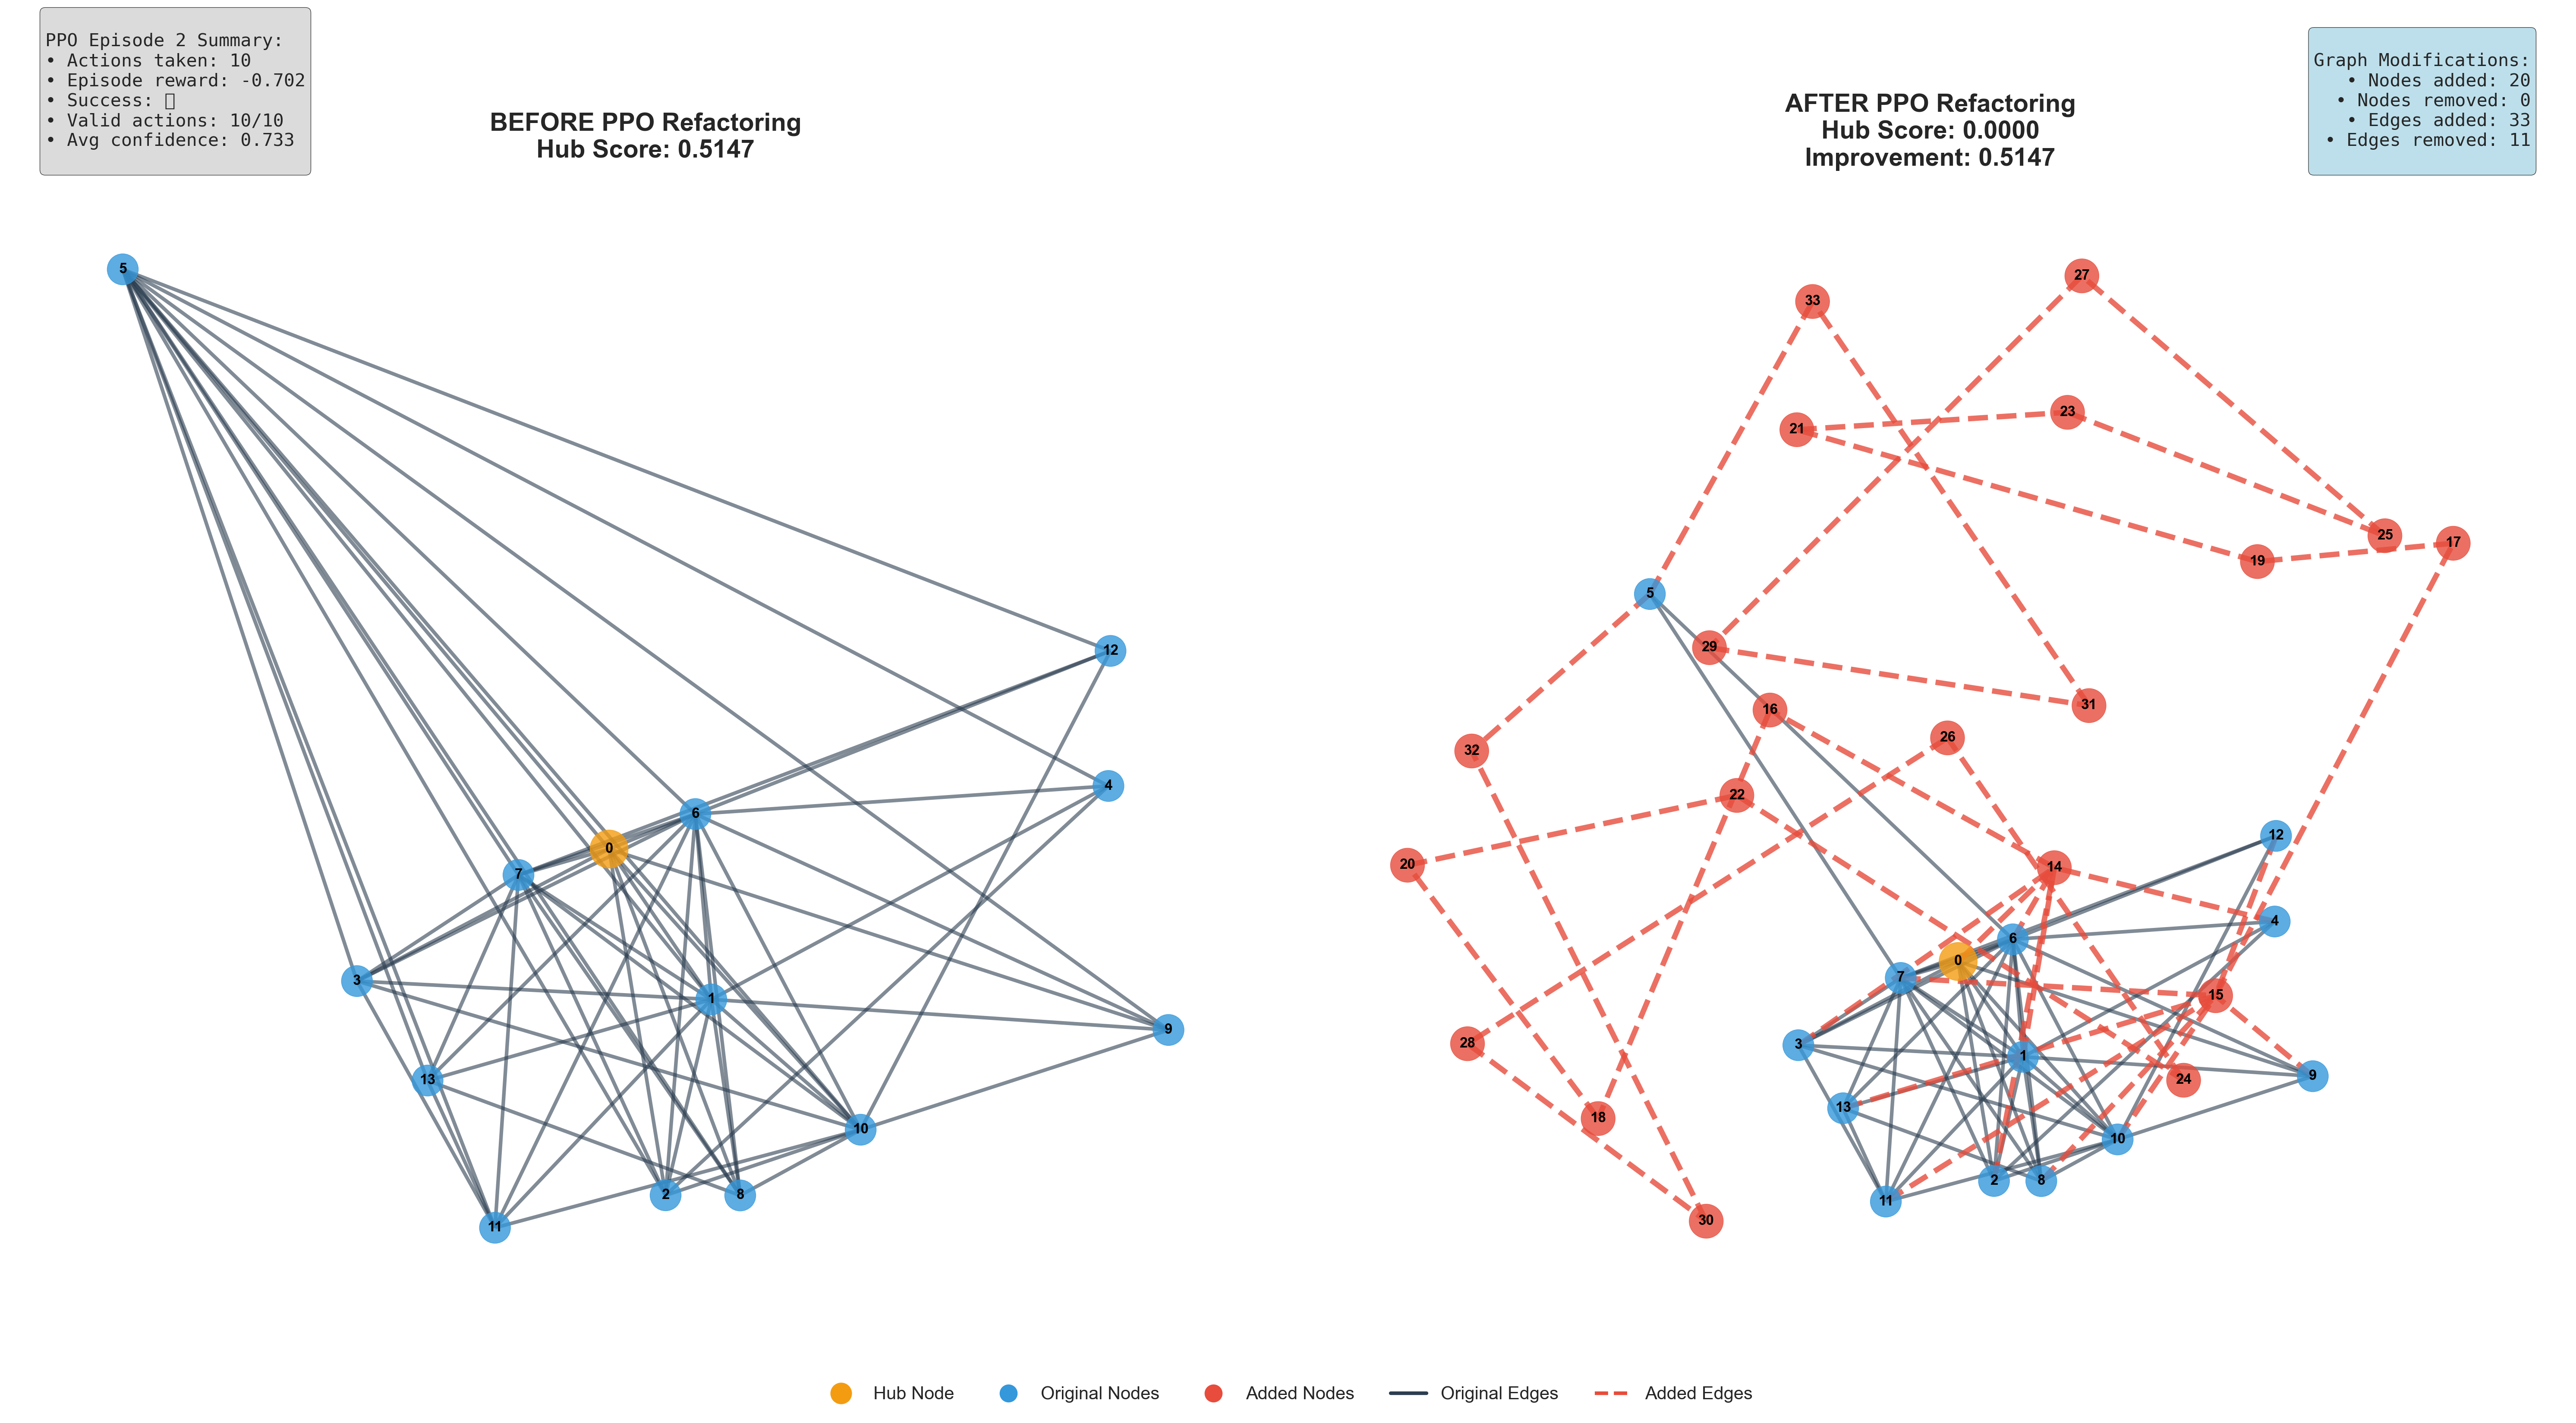 PPO Episode 2 Summary:
• Actions taken: 10
• Episode reward: -0.702
• Success: 
• Valid actions: 10/10
• Avg confidence: 0.733
BEFORE PPO Refactoring
Hub Score: 0.5147
5
12
4
6
0
7
3
1
9
13
10
2
8
11
AFTER PPO Refactoring
Hub Score: 0.0000
Improvement: 0.5147
Graph Modifications:
• Nodes added: 20
• Nodes removed: 0
• Edges added: 33
• Edges removed: 11
27
33
23
21
25
17
19
5
29
31
16
26
32
22
12
20
14
4
6
0
7
15
28
3
1
9
24
13
18
10
2
8
11
30
Hub Node
Original Nodes
Added Nodes
Original Edges
Added Edges